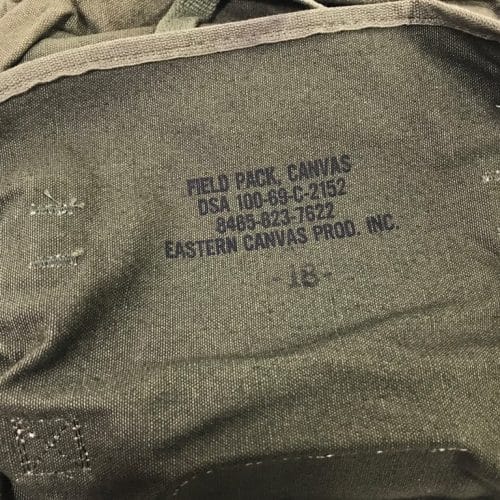 FIELD PACK, CANVAS
DSA 100-69-C-2152
8465-823-7622
EASTERN CANVAS PROD. INC.
-18-